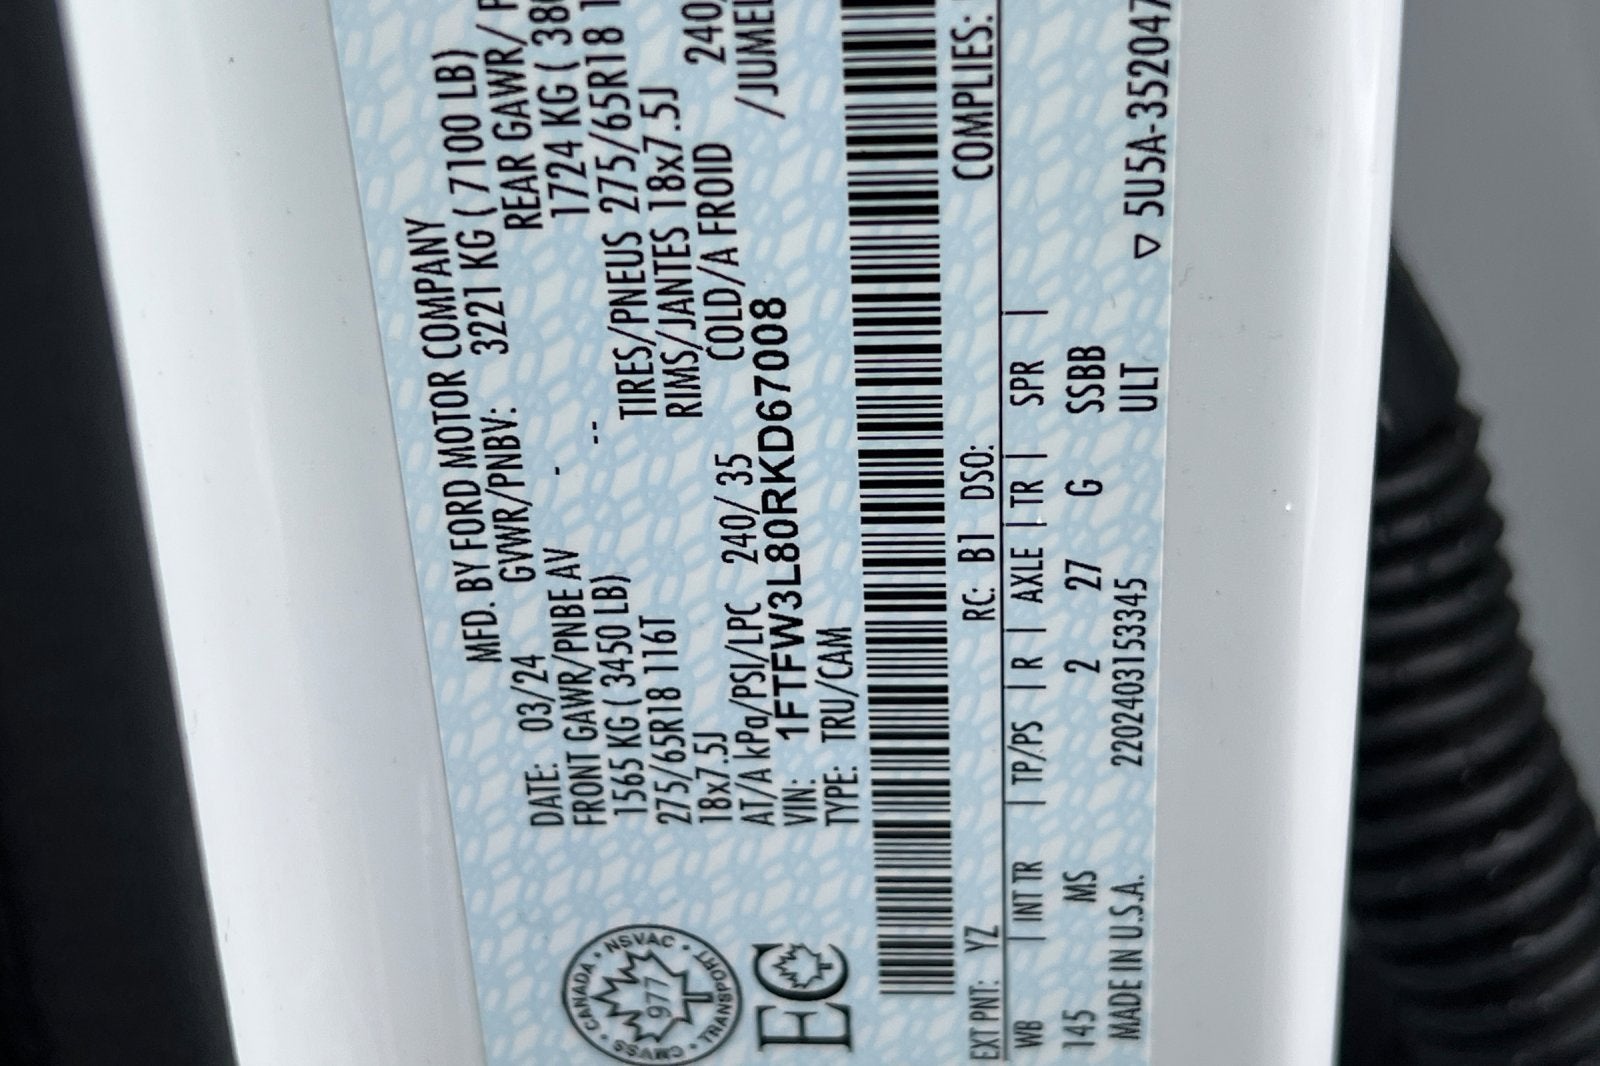 MFD. BY FORD MOTOR COMPANY
DATE: 03/24 GVWR/PNBV: 3221 KG ( 7100 LB)
FRONT GAWR/PNBE AV - REAR GAWR/
1565 KG ( 3450 LB) -- 1724 KG (
275/65R18 116T TIRES/PNEUS 275/65R18
18x7.5J RIMS/JANTES 18x7.5J
AT/A kPa/PSI/LPC 240/ 35 COLD/A FROID 240/
VIN: 1FTFW3L80RKD67008 /JUMEL
TYPE: TRU/CAM
CANADA • NSVAC • TRANSPORT • CMVSS •
977
EC
COMPLIES:
EXT PNT: YZ RC: B1 DSO:
WB | INT TR | TP/PS | R | AXLE | TR | SPR |
145 MS 2 27 G SSBB
MADE IN U.S.A. 220240315345 ULT
▽ 5U5A-3520472